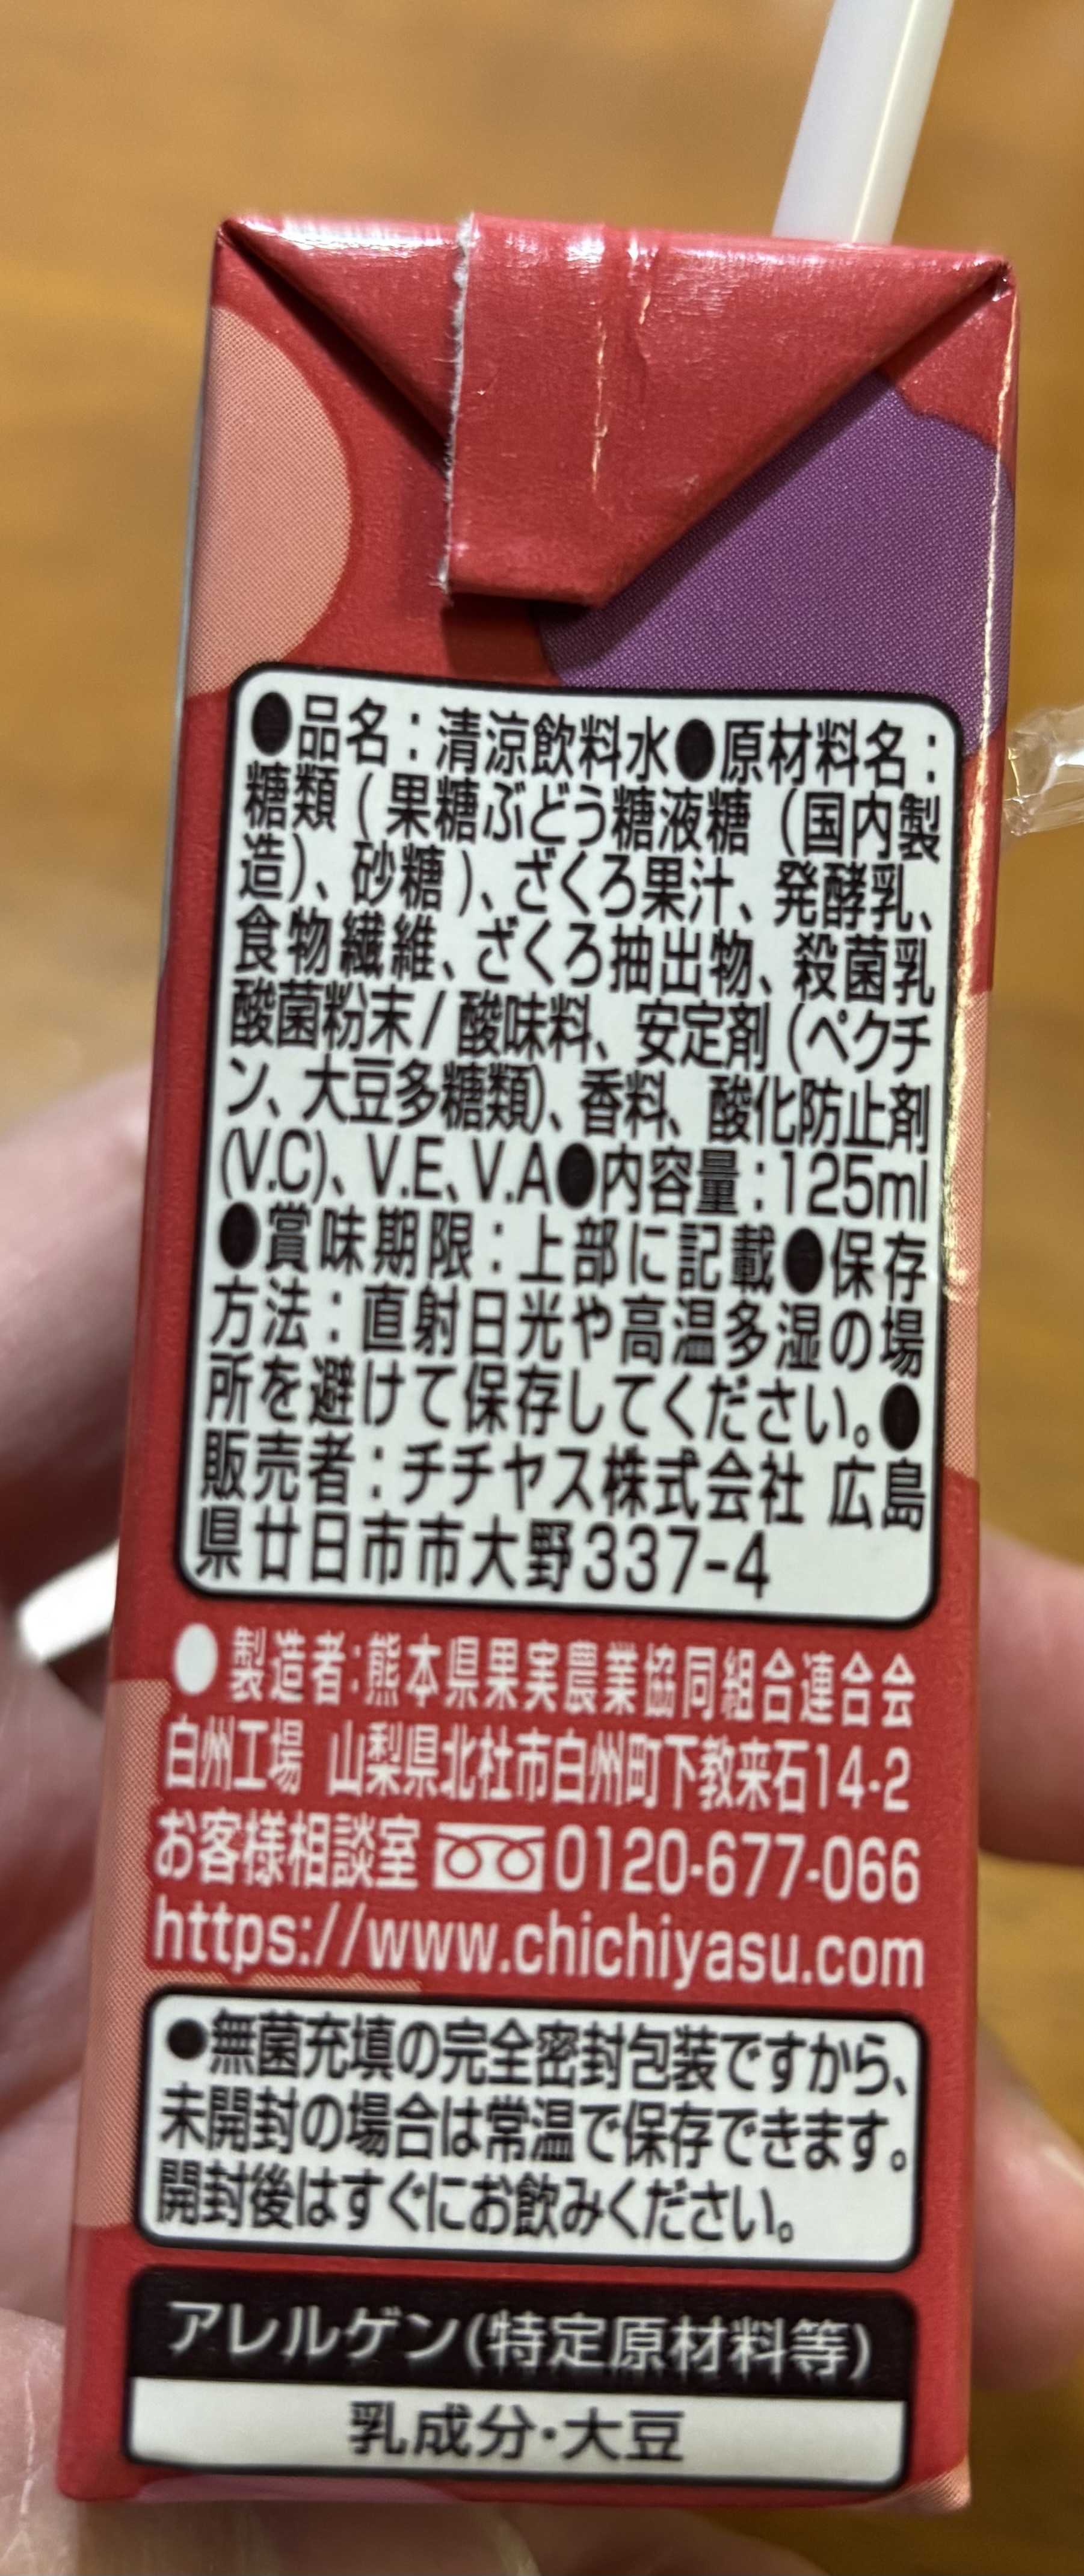 ●品名：清涼飲料水●原材料名：
糖類（果糖ぶどう糖液糖（国内製
造）、砂糖）、ざくろ果汁、発酵乳、
食物繊維、ざくろ抽出物、殺菌乳
酸菌粉末/酸味料、安定剤（ペクチ
ン、大豆多糖類）、香料、酸化防止剤
(V.C)、V.E、V.A●内容量：125ml
●賞味期限：上部に記載●保存
方法：直射日光や高温多湿の場
所を避けて保存してください。●
販売者：チチヤス株式会社 広島
県廿日市市大野337-4
●製造者：熊本県果実農業協同組合連合会
白州工場 山梨県北杜市白州町下教来石14-2
お客様相談室 0120-677-066
https://www.chichiyasu.com
●無菌充填の完全密封包装ですから、
未開封の場合は常温で保存できます。
開封後はすぐにお飲みください。
アレルゲン(特定原材料等)
乳成分・大豆